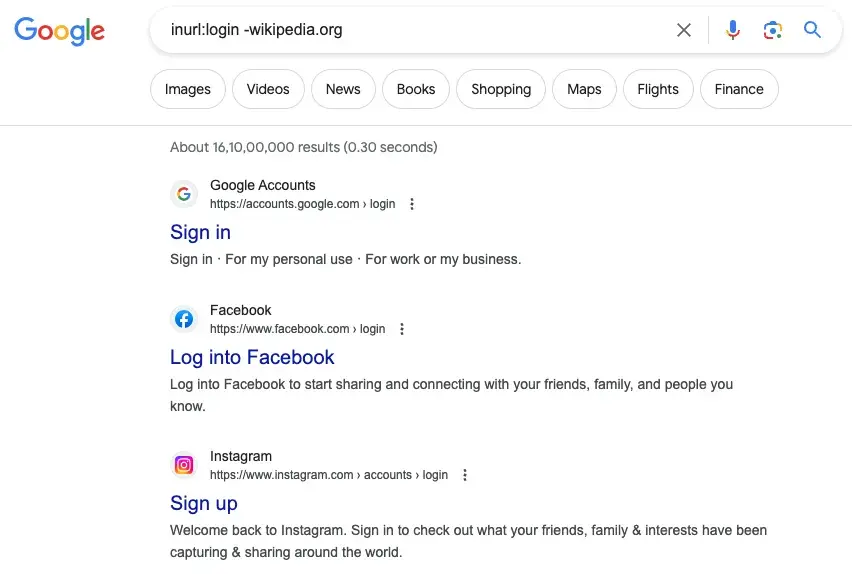 Google
inurl:login -wikipedia.org
Images Videos News Books Shopping Maps Flights Finance
About 16,10,00,000 results (0.30 seconds)
Google Accounts
https://accounts.google.com › login
Sign in
Sign in · For my personal use · For work or my business.
Facebook
https://www.facebook.com › login
Log into Facebook
Log into Facebook to start sharing and connecting with your friends, family, and people you
know.
Instagram
https://www.instagram.com › accounts › login
Sign up
Welcome back to Instagram. Sign in to check out what your friends, family & interests have been
capturing & sharing around the world.